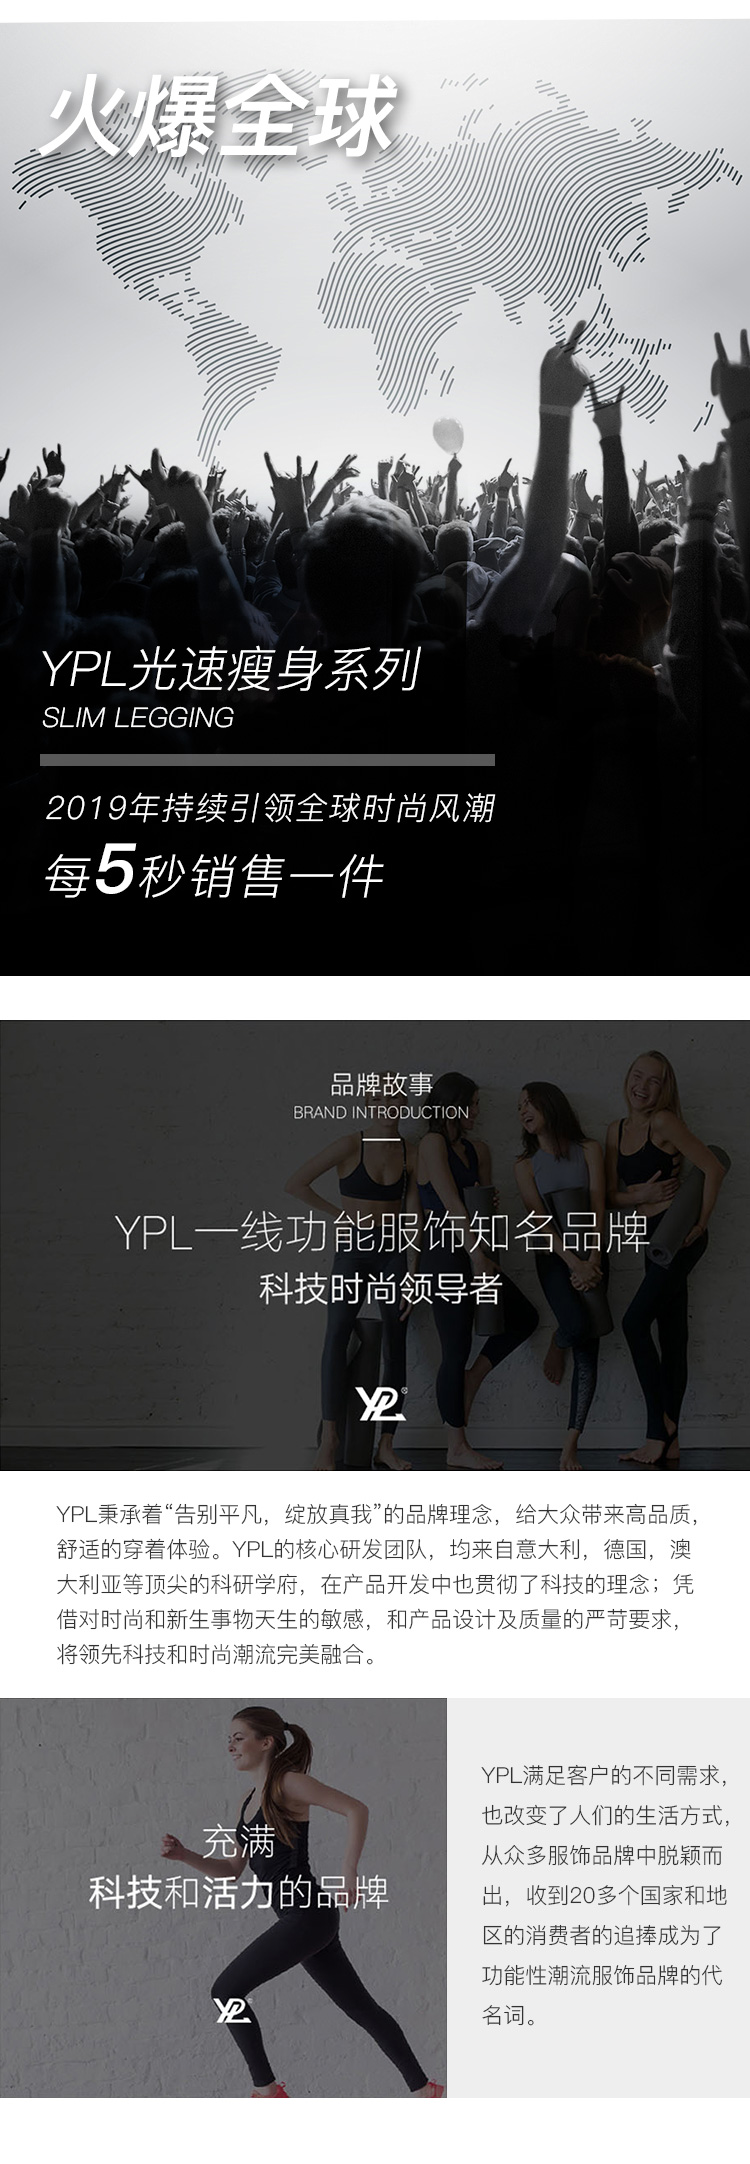 火爆全球
YPL光速瘦身系列
SLIM LEGGING
2019年持续引领全球时尚风潮
每5秒销售一件
品牌故事
BRAND INTRODUCTION
YPL一线功能服饰知名品牌
科技时尚领导者
YPL®
YPL秉承着“告别平凡，绽放真我”的品牌理念，给大众带来高品质，
舒适的穿着体验。YPL的核心研发团队，均来自意大利，德国，澳
大利亚等顶尖的科研学府，在产品开发中也贯彻了科技的理念；凭
借对时尚和新生事物天生的敏感，和产品设计及质量的严苛要求，
将领先科技和时尚潮流完美融合。
充满
科技和活力的品牌
YPL®
YPL满足客户的不同需求，
也改变了人们的生活方式，
从众多服饰品牌中脱颖而
出，收到20多个国家和地
区的消费者的追捧成为了
功能性潮流服饰品牌的代
名词。